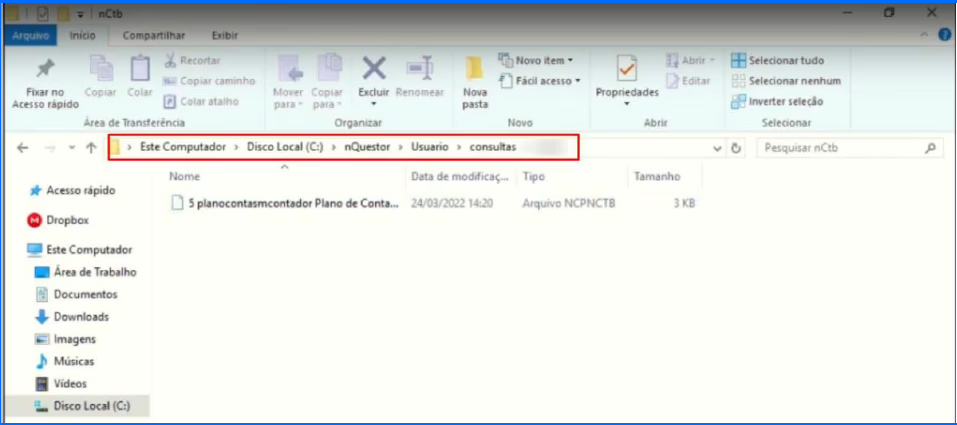 nCtb
Arquivo Início Compartilhar Exibir
Fixar no Acesso rápido
Copiar
Colar
Recortar
Copiar caminho
Colar atalho
Área de Transferência
Mover para
Copiar para
Excluir
Renomear
Organizar
Nova pasta
Novo item
Fácil acesso
Novo
Propriedades
Abrir
Editar
Abrir
Selecionar tudo
Selecionar nenhum
Inverter seleção
Selecionar
Este Computador > Disco Local (C:) > nQuestor > Usuario > consultas
Pesquisar nCtb
Nome Data de modificaç... Tipo Tamanho
5 planocontasmcontador Plano de Conta... 24/03/2022 14:20 Arquivo NCPNCTB 3 KB
Acesso rápido
Dropbox
Este Computador
Área de Trabalho
Documentos
Downloads
Imagens
Músicas
Vídeos
Disco Local (C:)